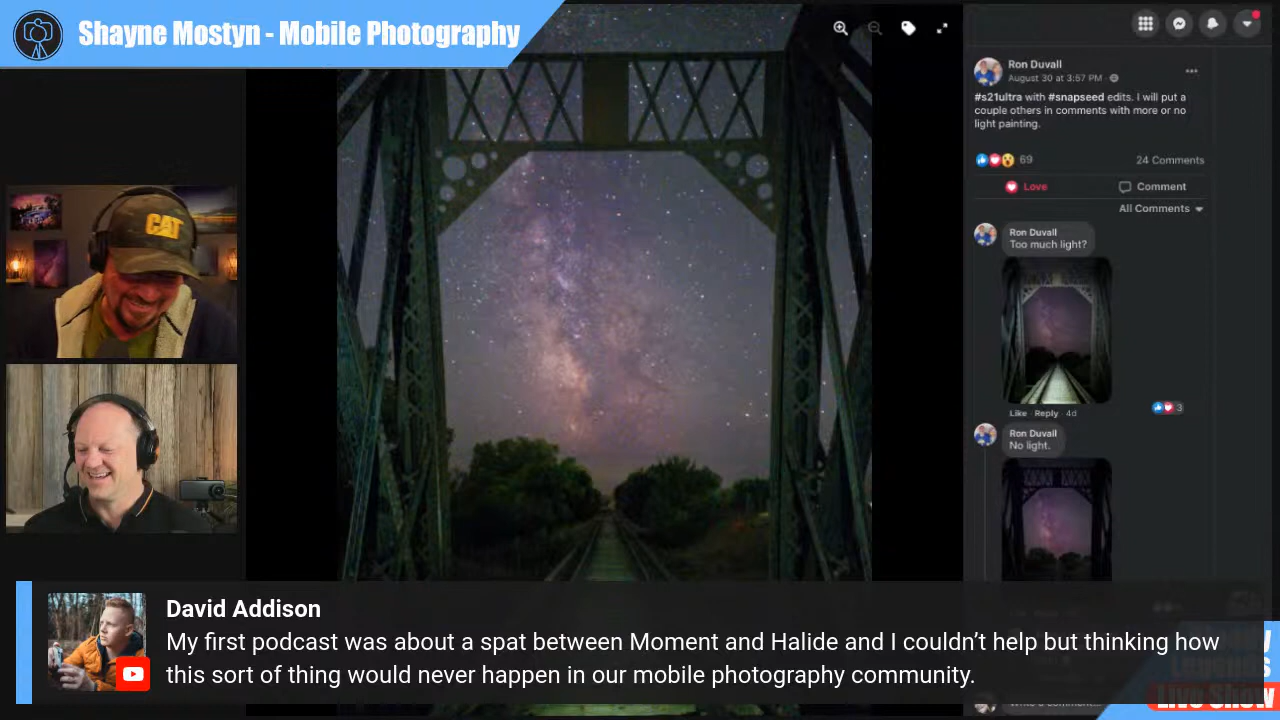 Shayne Mostyn - Mobile Photography
CAT
Ron Duvall
August 30 at 3:57 PM ·
#s21ultra with #snapseed edits. I will put a
couple others in comments with more or no
light painting.
69
24 Comments
Love
Comment
All Comments
Ron Duvall
Too much light?
Like · Reply · 4d
3
Ron Duvall
No light.
David Addison
My first podcast was about a spat between Moment and Halide and I couldn’t help but thinking how
this sort of thing would never happen in our mobile photography community.
Live Show